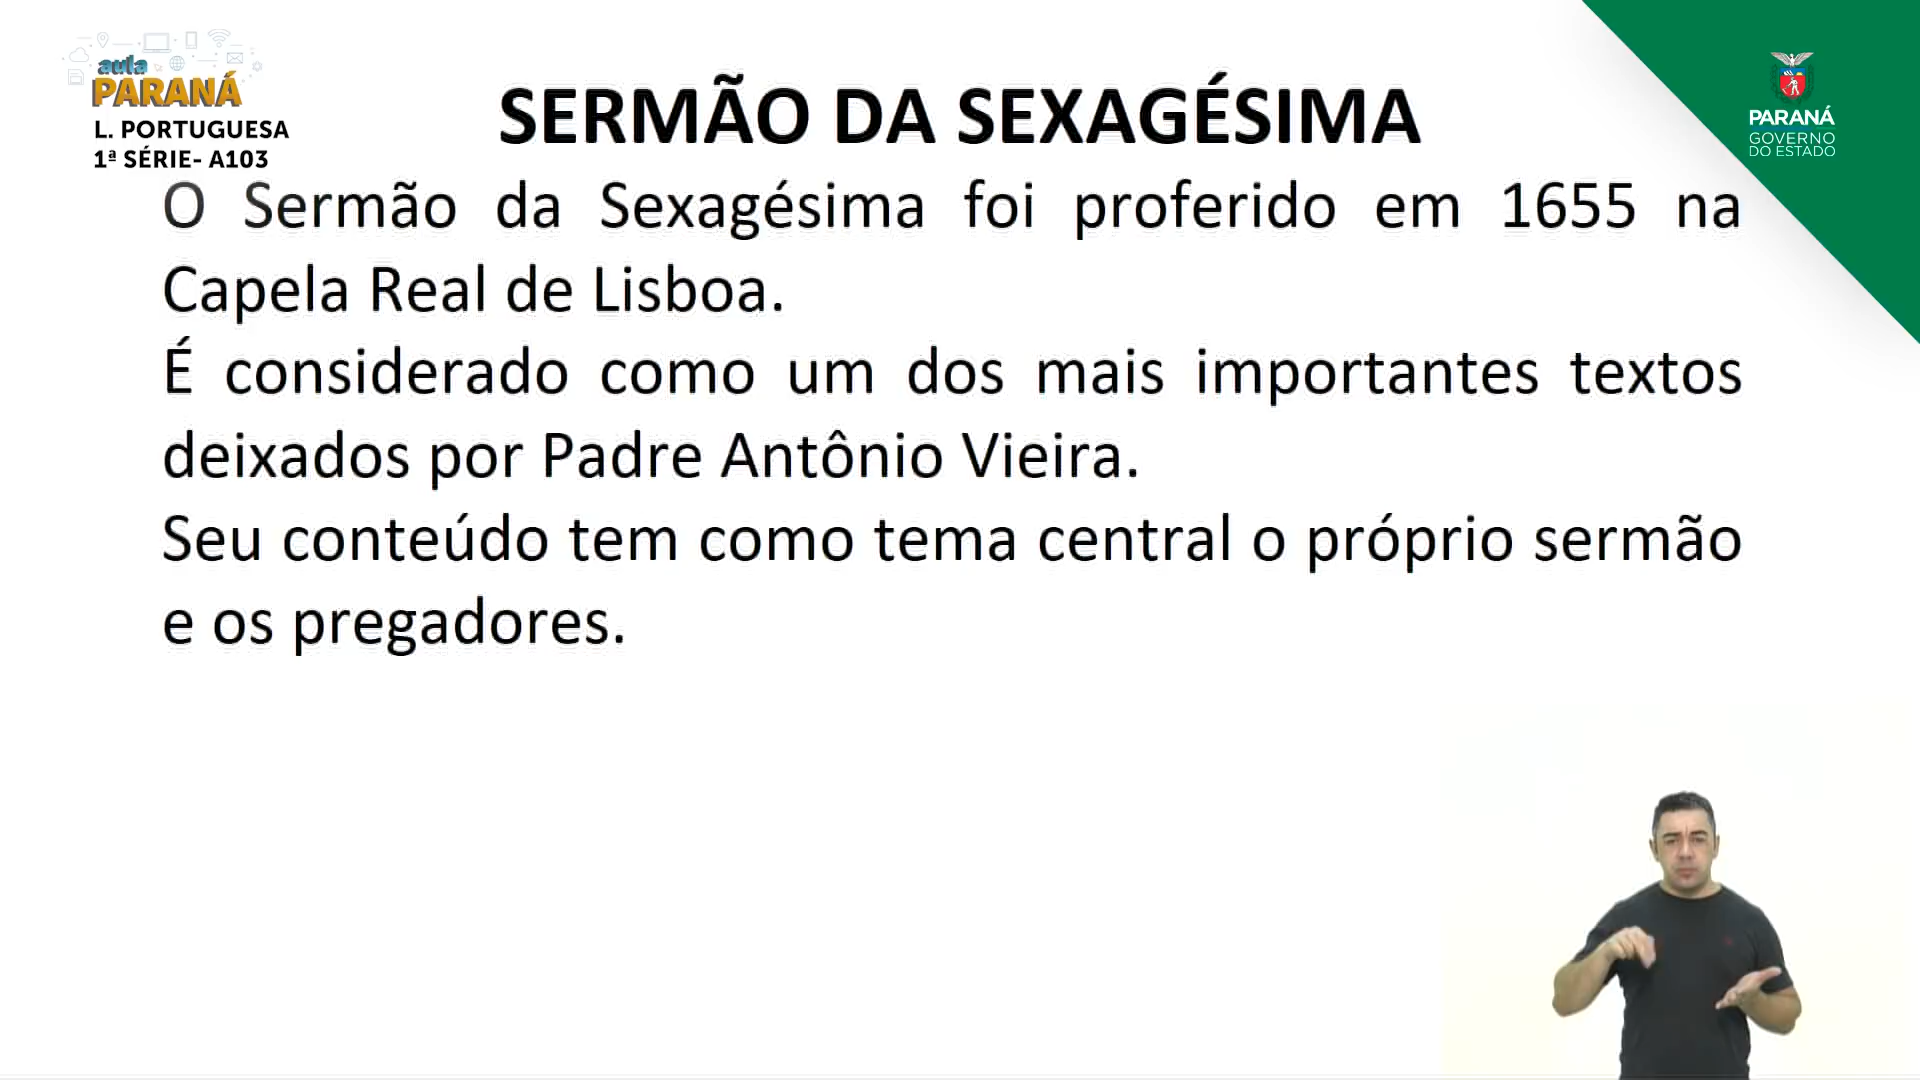 aula
PARANÁ
L. PORTUGUESA
1ª SÉRIE- A103
SERMÃO DA SEXAGÉSIMA
PARANÁ
GOVERNO
DO ESTADO
O Sermão da Sexagésima foi proferido em 1655 na
Capela Real de Lisboa.
É considerado como um dos mais importantes textos
deixados por Padre Antônio Vieira.
Seu conteúdo tem como tema central o próprio sermão
e os pregadores.